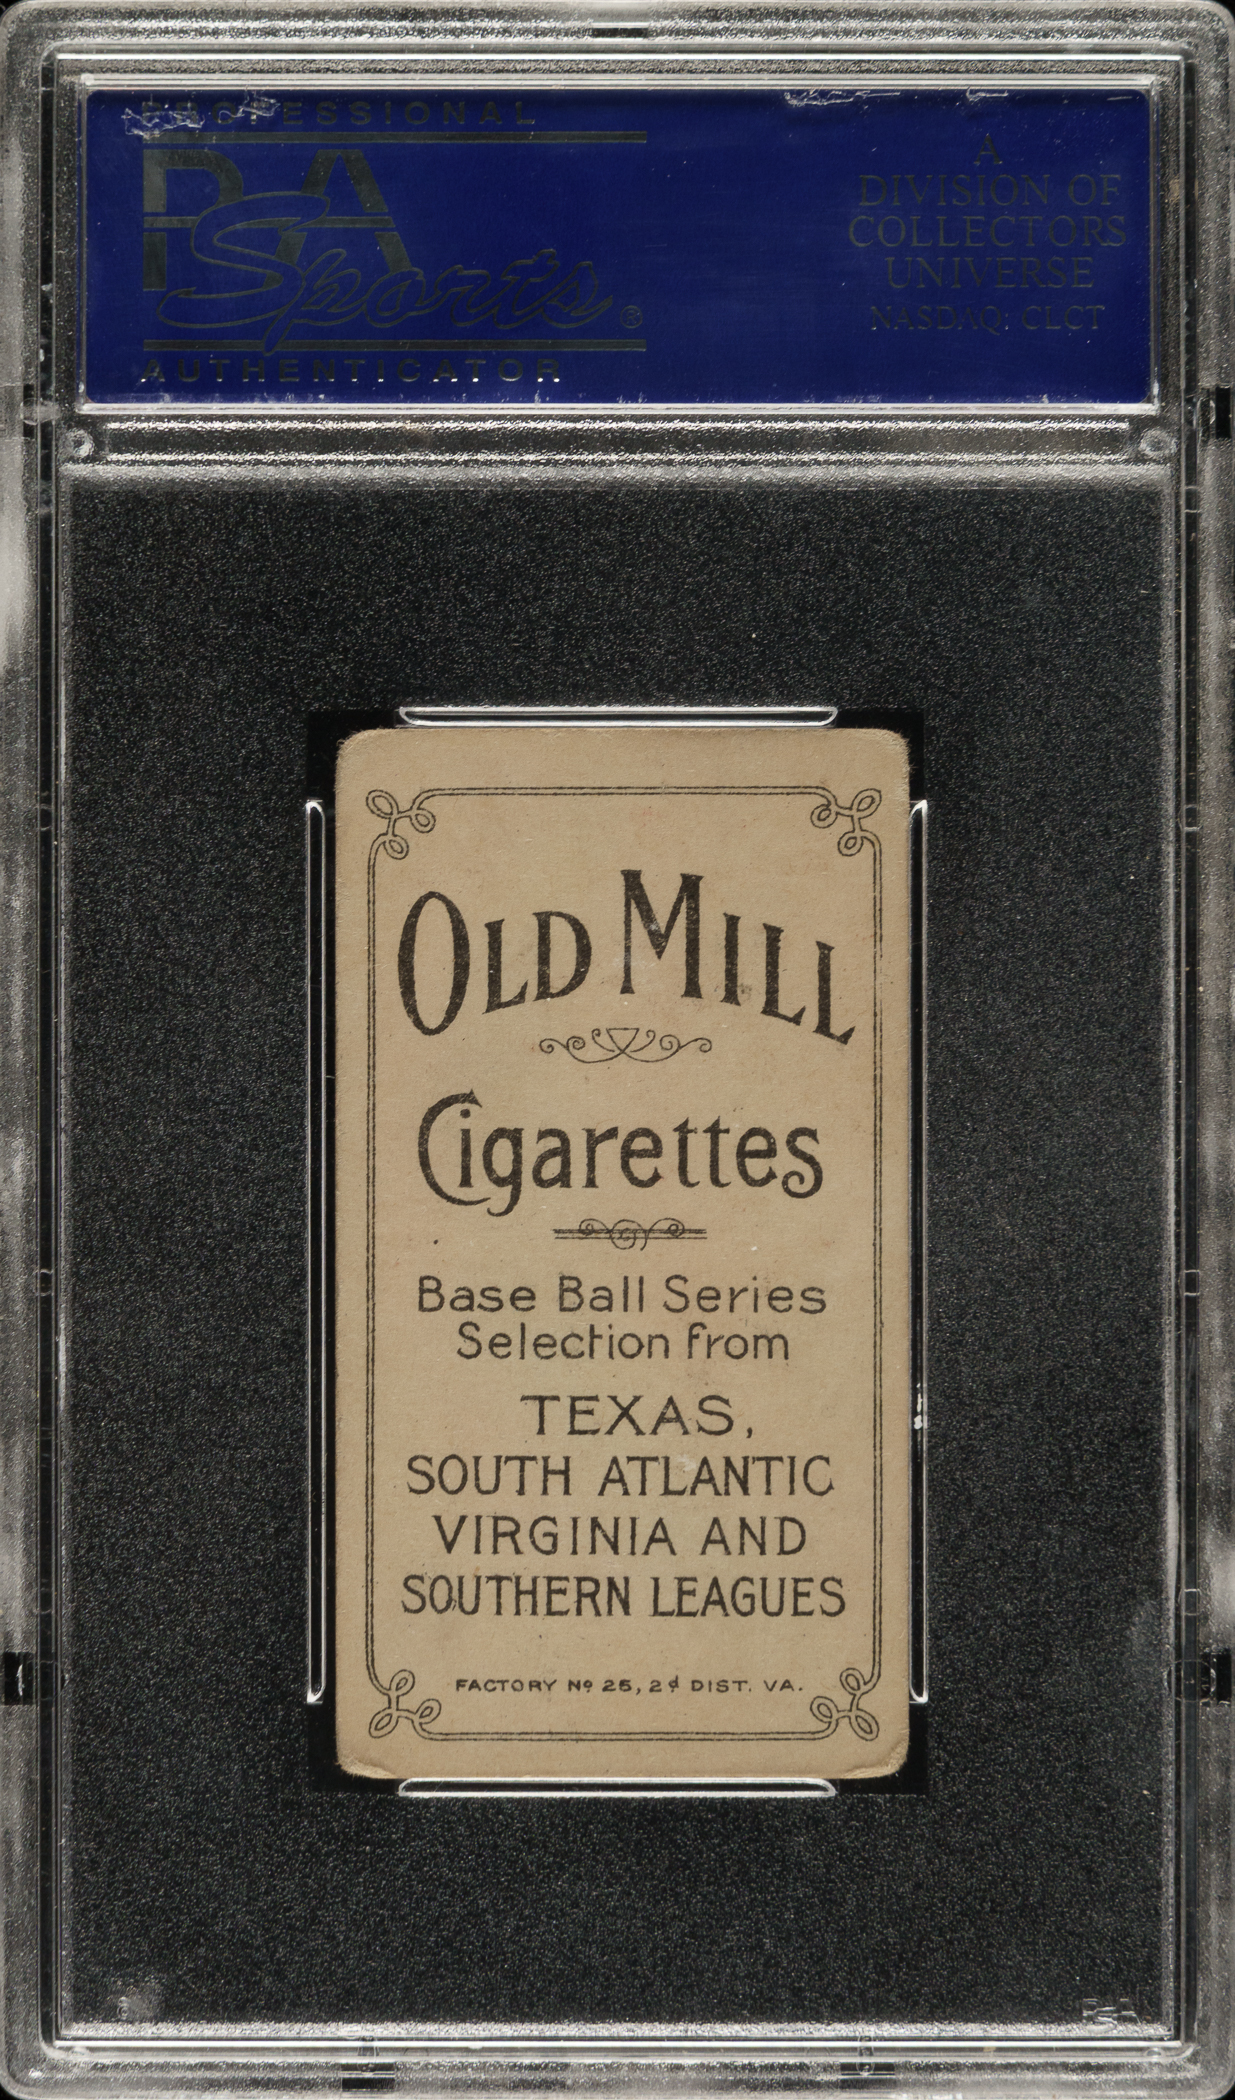 PROFESSIONAL
PSA
Sports®
AUTHENTICATOR
A
DIVISION OF
COLLECTORS
UNIVERSE
NASDAQ: CLCT
OLD MILL
Cigarettes
Base Ball Series
Selection from
TEXAS,
SOUTH ATLANTIC
VIRGINIA AND
SOUTHERN LEAGUES
FACTORY Nº 25, 2d DIST. VA.
PSA